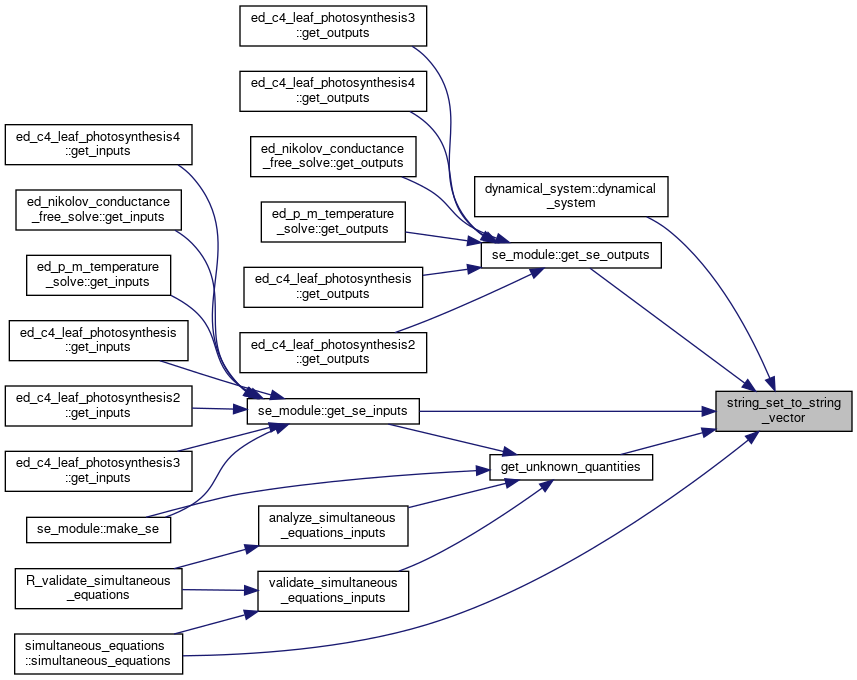 ed_c4_leaf_photosynthesis3
::get_outputs
ed_c4_leaf_photosynthesis4
::get_outputs
ed_c4_leaf_photosynthesis4
::get_inputs
ed_nikolov_conductance
_free_solve::get_outputs
ed_nikolov_conductance
_free_solve::get_inputs
dynamical_system::dynamical
_system
ed_p_m_temperature
_solve::get_outputs
se_module::get_se_outputs
ed_p_m_temperature
_solve::get_inputs
ed_c4_leaf_photosynthesis
::get_outputs
ed_c4_leaf_photosynthesis
::get_inputs
ed_c4_leaf_photosynthesis2
::get_outputs
ed_c4_leaf_photosynthesis2
::get_inputs
se_module::get_se_inputs
string_set_to_string
_vector
ed_c4_leaf_photosynthesis3
::get_inputs
get_unknown_quantities
se_module::make_se
analyze_simultaneous
_equations_inputs
R_validate_simultaneous
_equations
validate_simultaneous
_equations_inputs
simultaneous_equations
::simultaneous_equations